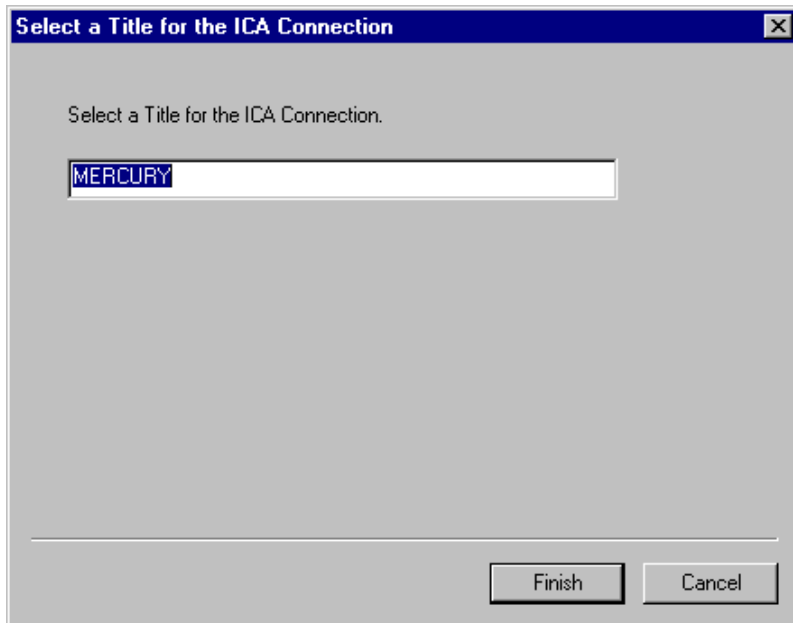 Select a Title for the ICA Connection
Select a Title for the ICA Connection.
MERCURY
Finish Cancel